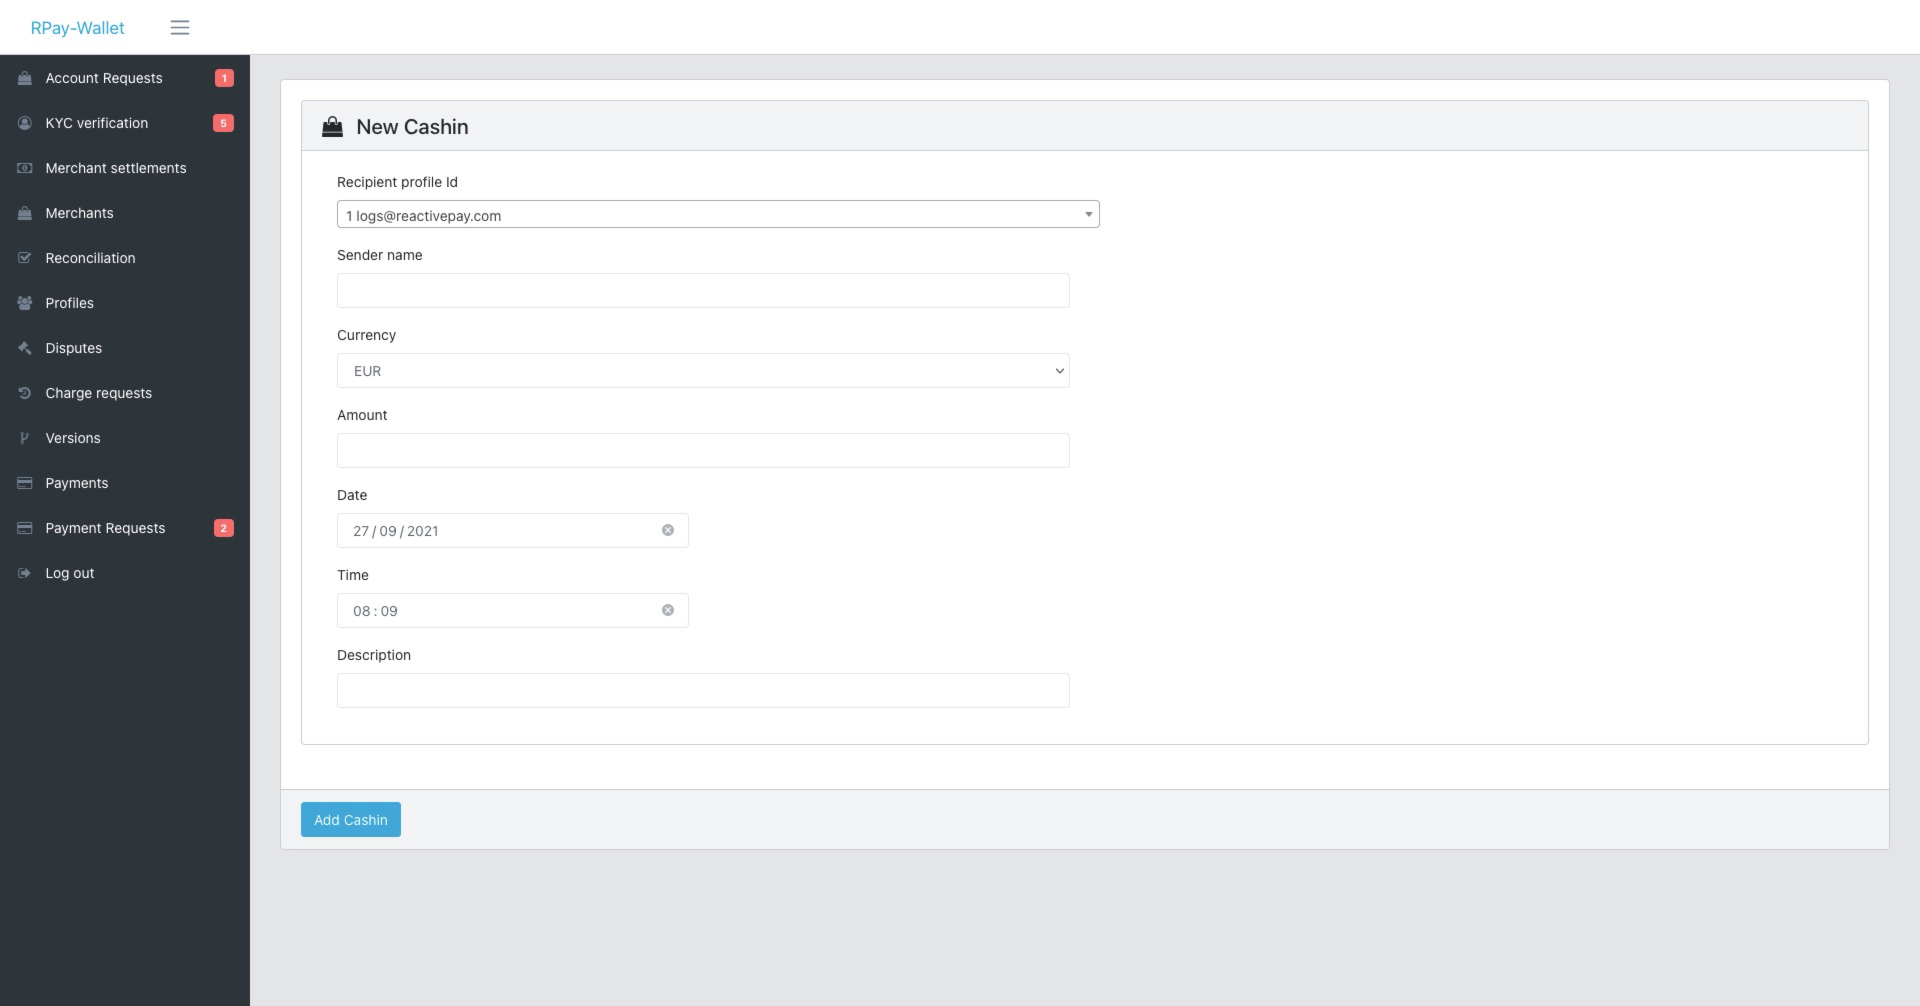 RPay-Wallet
Account Requests 1
KYC verification 5
Merchant settlements
Merchants
Reconciliation
Profiles
Disputes
Charge requests
Versions
Payments
Payment Requests 2
Log out
New Cashin
Recipient profile Id
1 logs@reactivepay.com
Sender name
Currency
EUR
Amount
Date
27/09/2021
Time
08:09
Description
Add Cashin